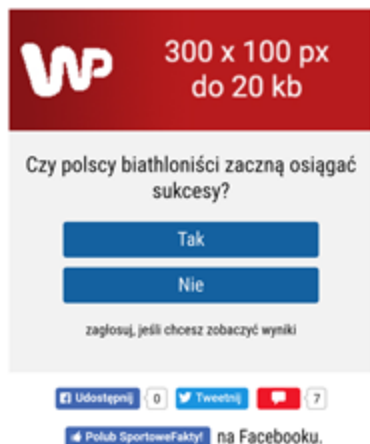 WP
300 x 100 px
do 20 kb
Czy polscy biathloniści zaczną osiągać
sukcesy?
Tak
Nie
zagłosuj, jeśli chcesz zobaczyć wyniki
Udostępnij 0 Tweetnij 7
Polub SportoweFakty! na Facebooku.